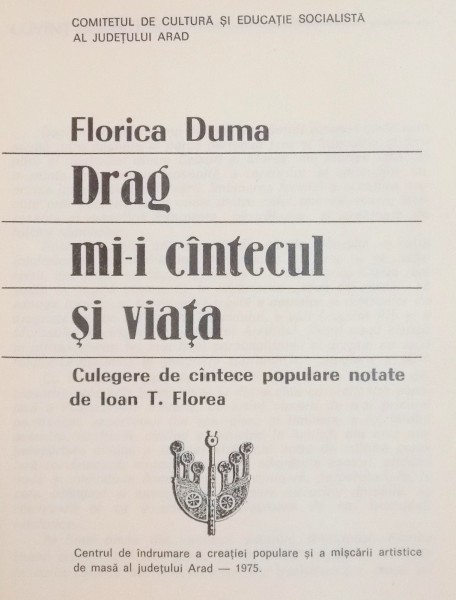 COMITETUL DE CULTURĂ ȘI EDUCAȚIE SOCIALISTĂ
AL JUDEȚULUI ARAD
Florica Duma
Drag
mi-i cîntecul
și viața
Culegere de cîntece populare notate
de Ioan T. Florea
Centrul de îndrumare a creației populare și a mișcării artistice
de masă al județului Arad — 1975.